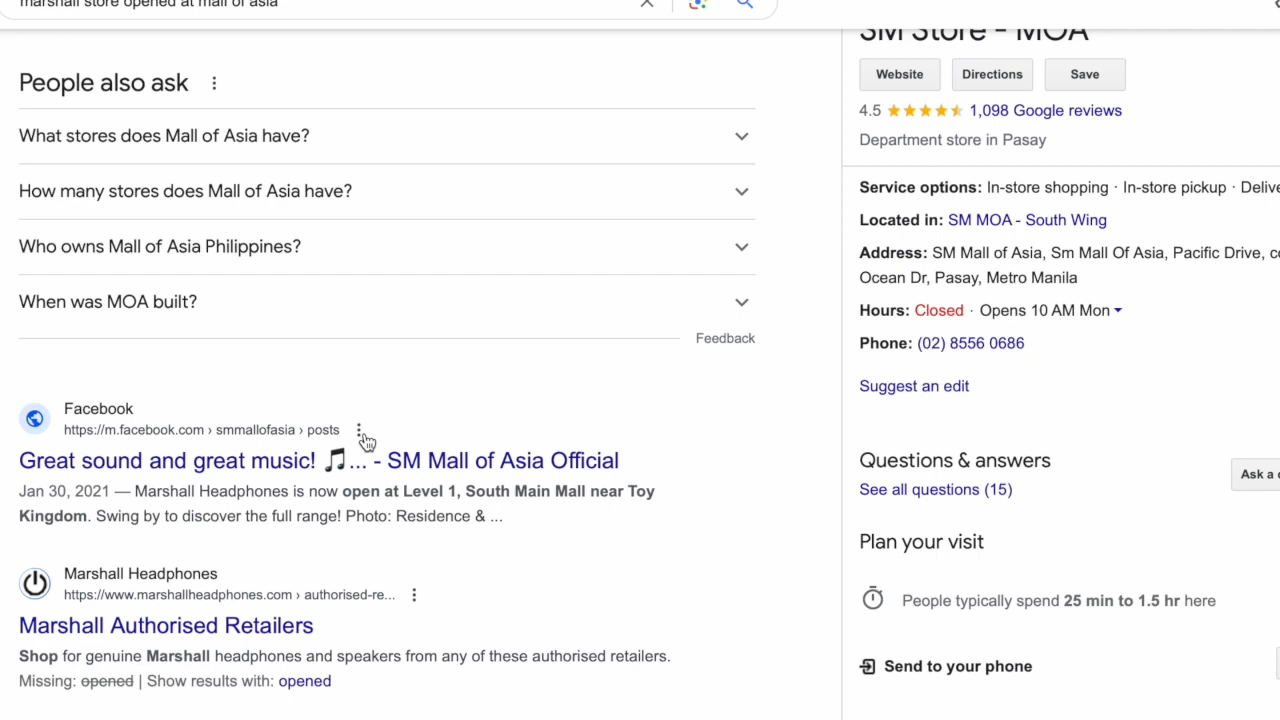 marshall store opened at mall of asia
People also ask
What stores does Mall of Asia have?
How many stores does Mall of Asia have?
Who owns Mall of Asia Philippines?
When was MOA built?
Feedback
Facebook
https://m.facebook.com › smmallofasia › posts
Great sound and great music! 🎵... - SM Mall of Asia Official
Jan 30, 2021 — Marshall Headphones is now open at Level 1, South Main Mall near Toy
Kingdom. Swing by to discover the full range! Photo: Residence & ...
Marshall Headphones
https://www.marshallheadphones.com › authorised-re...
Marshall Authorised Retailers
Shop for genuine Marshall headphones and speakers from any of these authorised retailers.
Missing: opened | Show results with: opened
SM Store - MOA
Website Directions Save
4.5 1,098 Google reviews
Department store in Pasay
Service options: In-store shopping · In-store pickup · Delive
Located in: SM MOA - South Wing
Address: SM Mall of Asia, Sm Mall Of Asia, Pacific Drive, co
Ocean Dr, Pasay, Metro Manila
Hours: Closed · Opens 10 AM Mon
Phone: (02) 8556 0686
Suggest an edit
Questions & answers
See all questions (15)
Ask a
Plan your visit
People typically spend 25 min to 1.5 hr here
Send to your phone